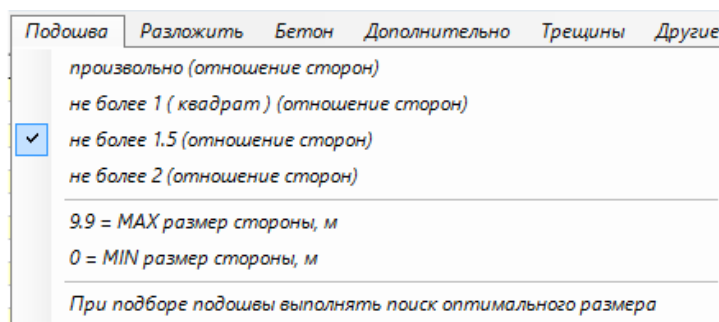 Подошва Разложить Бетон Дополнительно Трещины Другие
произвольно (отношение сторон)
не более 1 ( квадрат ) (отношение сторон)
не более 1.5 (отношение сторон)
не более 2 (отношение сторон)
9.9 = MAX размер стороны, м
0 = MIN размер стороны, м
При подборе подошвы выполнять поиск оптимального размера